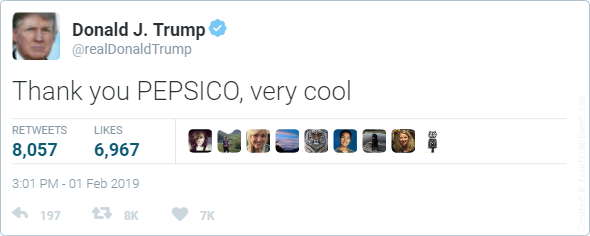 Donald J. Trump
@realDonaldTrump
Thank you PEPSICO, very cool
RETWEETS LIKES
8,057 6,967
3:01 PM - 01 Feb 2019
197 8K 7K